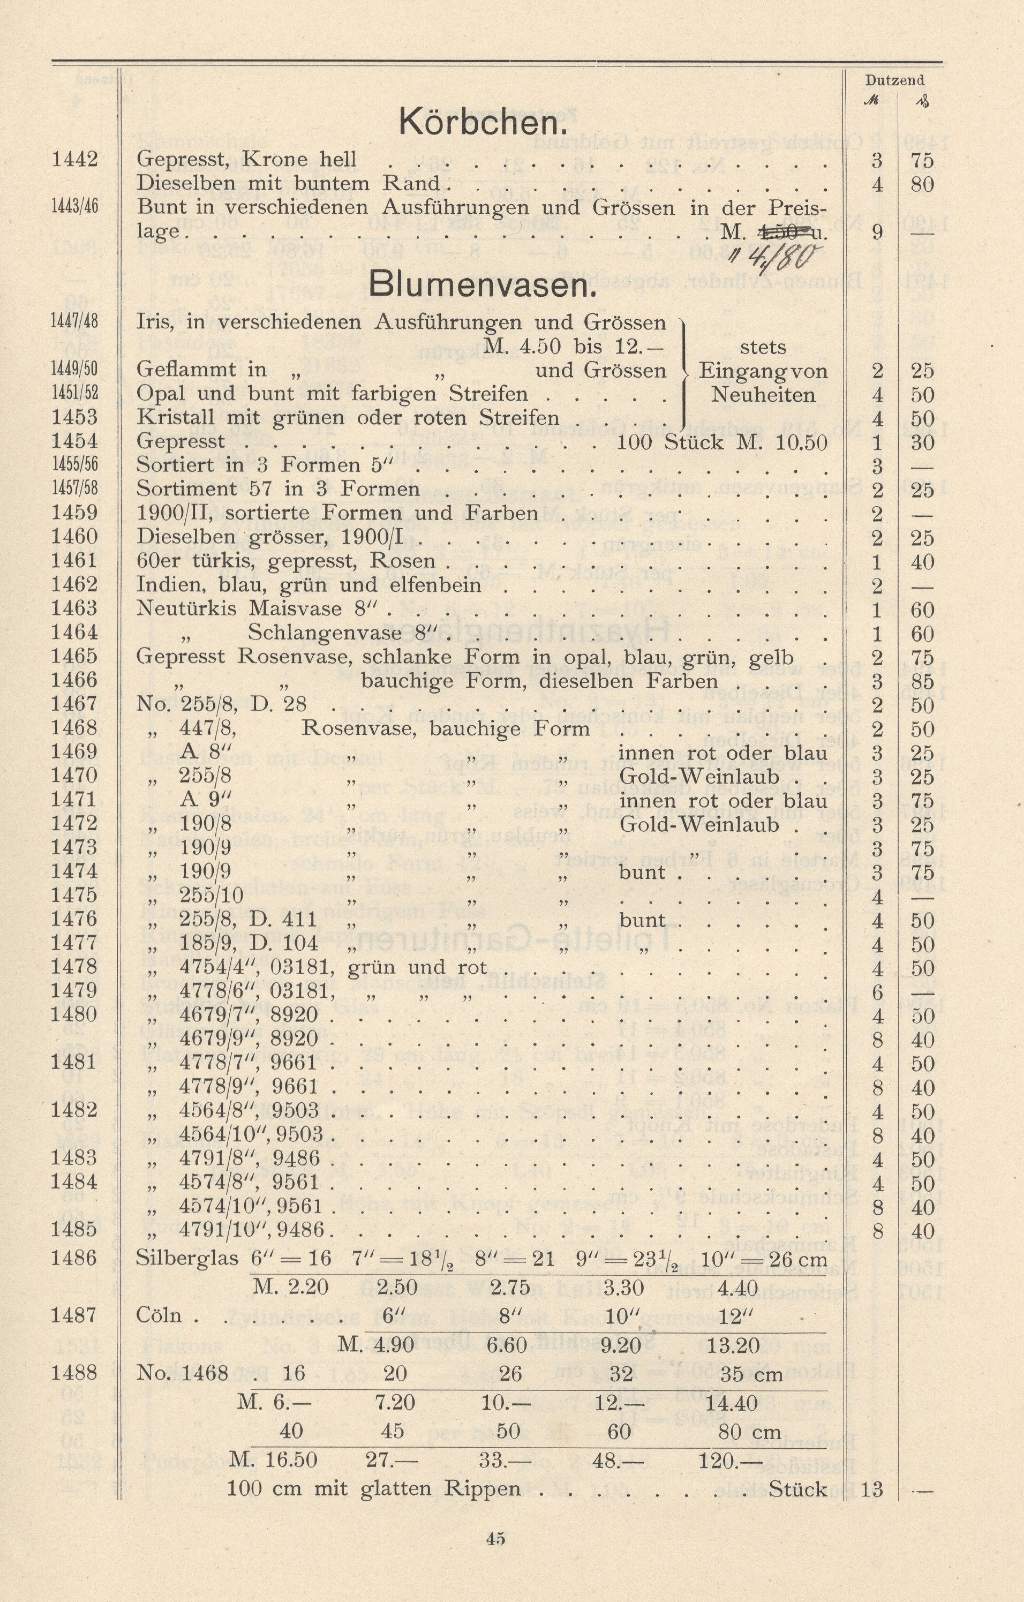 Dutzend
ℳ ₰
Körbchen.
1442 Gepresst, Krone hell . . . . . . . . . . . . . . . . 3 75
Dieselben mit buntem Rand . . . . . . . . . . . . . . 4 80
1443/46 Bunt in verschiedenen Ausführungen und Grössen in der Preis-
lage . . . . . . . . . . . . . . . . . . . M. 4.50 u. 9 —
" 4,/80
Blumenvasen.
1447/48 Iris, in verschiedenen Ausführungen und Grössen
M. 4.50 bis 12.— stets
1449/50 Geflammt in „ „ und Grössen Eingang von 2 25
1451/52 Opal und bunt mit farbigen Streifen . . . . . Neuheiten 4 50
1453 Kristall mit grünen oder roten Streifen . . . . 4 50
1454 Gepresst . . . . . . . . . . . . . 100 Stück M. 10.50 1 30
1455/56 Sortiert in 3 Formen 5" . . . . . . . . . . . . . . . 3 —
1457/58 Sortiment 57 in 3 Formen . . . . . . . . . . . . . . 2 25
1459 1900/II, sortierte Formen und Farben . . . . . . . . . . 2 —
1460 Dieselben grösser, 1900/I . . . . . . . . . . . . . . . 2 25
1461 60er türkis, gepresst, Rosen . . . . . . . . . . . . . . 1 40
1462 Indien, blau, grün und elfenbein . . . . . . . . . . . . 2 —
1463 Neutürkis Maisvase 8" . . . . . . . . . . . . . . . . 1 60
1464 „ Schlangenvase 8" . . . . . . . . . . . . . . 1 60
1465 Gepresst Rosenvase, schlanke Form in opal, blau, grün, gelb . 2 75
1466 „ „ bauchige Form, dieselben Farben . . . . 3 85
1467 No. 255/8, D. 28 . . . . . . . . . . . . . . . . . . 2 50
1468 „ 447/8, Rosenvase, bauchige Form . . . . . . . . 2 50
1469 A 8" „ „ „ innen rot oder blau 3 25
1470 „ 255/8 „ „ „ Gold-Weinlaub . . 3 25
1471 A 9" „ „ „ innen rot oder blau 3 75
1472 „ 190/8 „ „ „ Gold-Weinlaub . . 3 25
1473 „ 190/9 „ „ „ „ . . . 3 75
1474 „ 190/9 „ „ „ bunt . . . . . . 3 75
1475 „ 255/10 „ „ „ . . . . . . . . 4 —
1476 „ 255/8, D. 411 „ „ „ bunt . . . . . . 4 50
1477 „ 185/9, D. 104 „ „ „ „ . . . . . . 4 50
1478 „ 4754/4", 03181, grün und rot . . . . . . . . . . . . 4 50
1479 „ 4778/6", 03181, „ „ „ . . . . . . . . . . . . 6 —
1480 „ 4679/7", 8920 . . . . . . . . . . . . . . . . . . 4 50
„ 4679/9", 8920 . . . . . . . . . . . . . . . . . . 8 40
1481 „ 4778/7", 9661 . . . . . . . . . . . . . . . . . . 4 50
„ 4778/9", 9661 . . . . . . . . . . . . . . . . . . 8 40
1482 „ 4564/8", 9503 . . . . . . . . . . . . . . . . . . 4 50
„ 4564/10", 9503 . . . . . . . . . . . . . . . . . . 8 40
1483 „ 4791/8", 9486 . . . . . . . . . . . . . . . . . . 4 50
1484 „ 4574/8", 9561 . . . . . . . . . . . . . . . . . . 4 50
„ 4574/10", 9561 . . . . . . . . . . . . . . . . . . 8 40
1485 „ 4791/10", 9486 . . . . . . . . . . . . . . . . . . 8 40
1486 Silberglas 6" = 16 7" = 18¹/₂ 8" = 21 9" = 23¹/₂ 10" = 26 cm
M. 2.20 2.50 2.75 3.30 4.40
1487 Cöln . . . . . . 6" 8" 10" 12"
M. 4.90 6.60 9.20 13.20
1488 No. 1468 . 16 20 26 32 35 cm
M. 6.— 7.20 10.— 12.— 14.40
40 45 50 60 80 cm
M. 16.50 27.— 33.— 48.— 120.—
100 cm mit glatten Rippen . . . . . . . . Stück 13 —
45